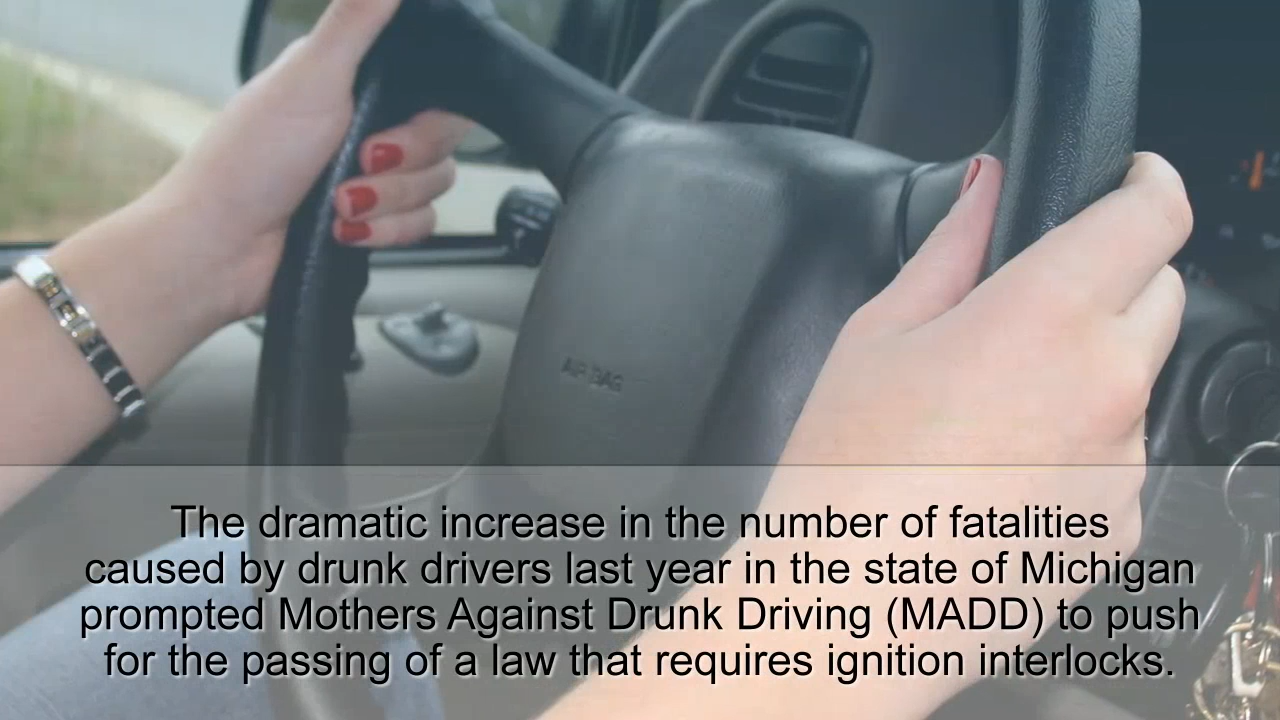 AIR BAG
The dramatic increase in the number of fatalities
caused by drunk drivers last year in the state of Michigan
prompted Mothers Against Drunk Driving (MADD) to push
for the passing of a law that requires ignition interlocks.